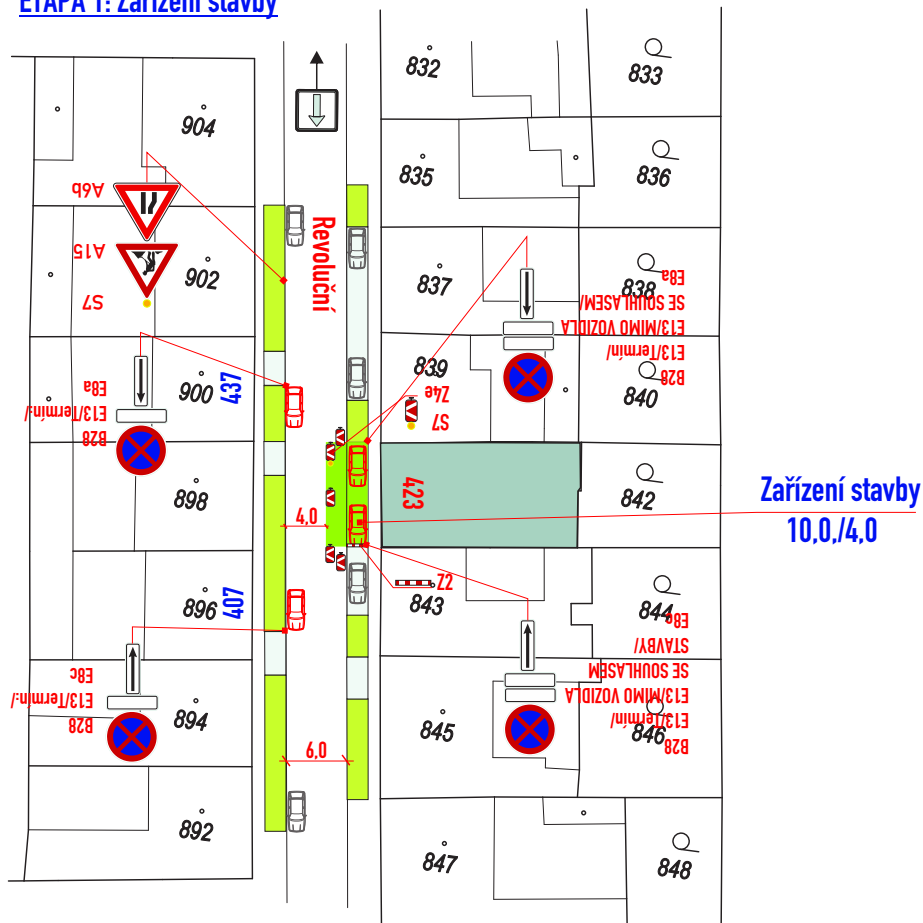 ETAPA 1: Zařízení stavby
832
833
904
835
836
A6b
A15
S7
902
Revoluční
837
838
E8a
SE SOUHLASEM/
E13/MIMO VOZIDLA
E13/Termín/
B28
839
840
Z4e
S7
900
437
E8a
E13/Termín:/
B28
898
4,0
423
842
Zařízení stavby
10,0,/4,0
Z2
843
844
896
407
E8c
STAVBY/
SE SOUHLASEM
E13/MIMO VOZIDLA
E13/Termín/
B28
E8c
E13/Termín:/
B28
894
845
846
6,0
892
847
848